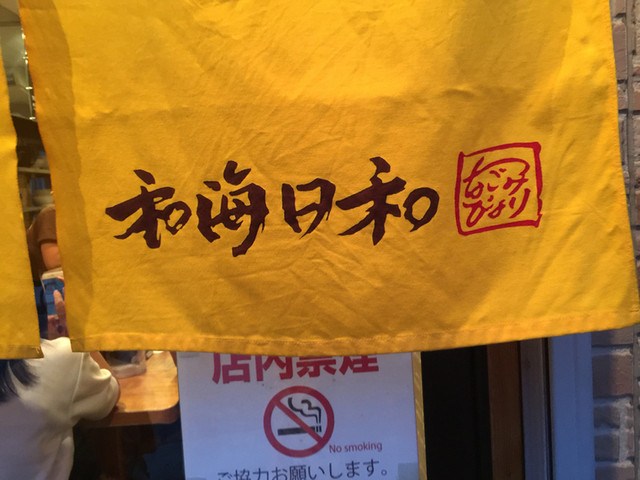 和海日和
店内禁煙
No smoking
ご協力お願いします。